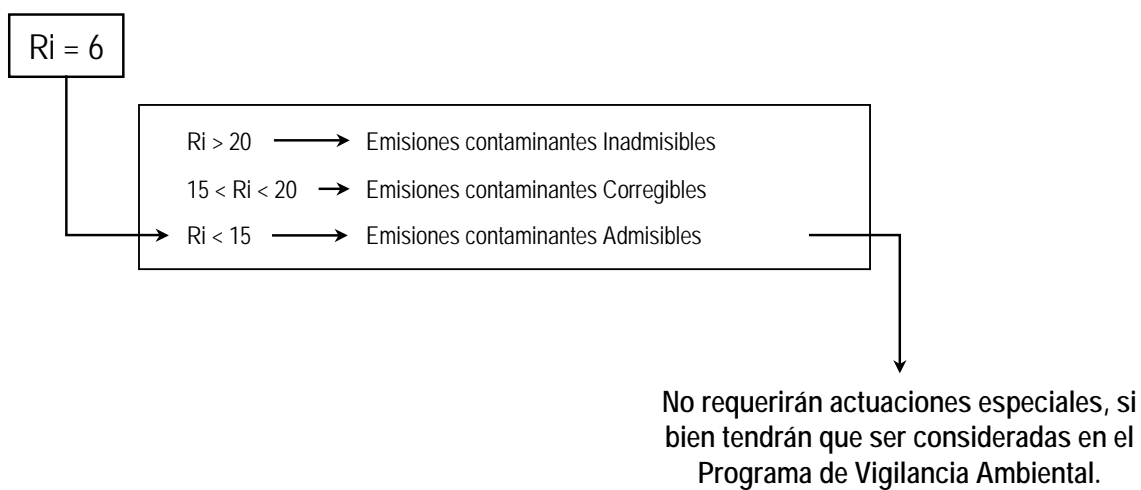 Ri = 6
Ri > 20 Emisiones contaminantes Inadmisibles
15 < Ri < 20 Emisiones contaminantes Corregibles
Ri < 15 Emisiones contaminantes Admisibles
No requerirán actuaciones especiales, si
bien tendrán que ser consideradas en el
Programa de Vigilancia Ambiental.